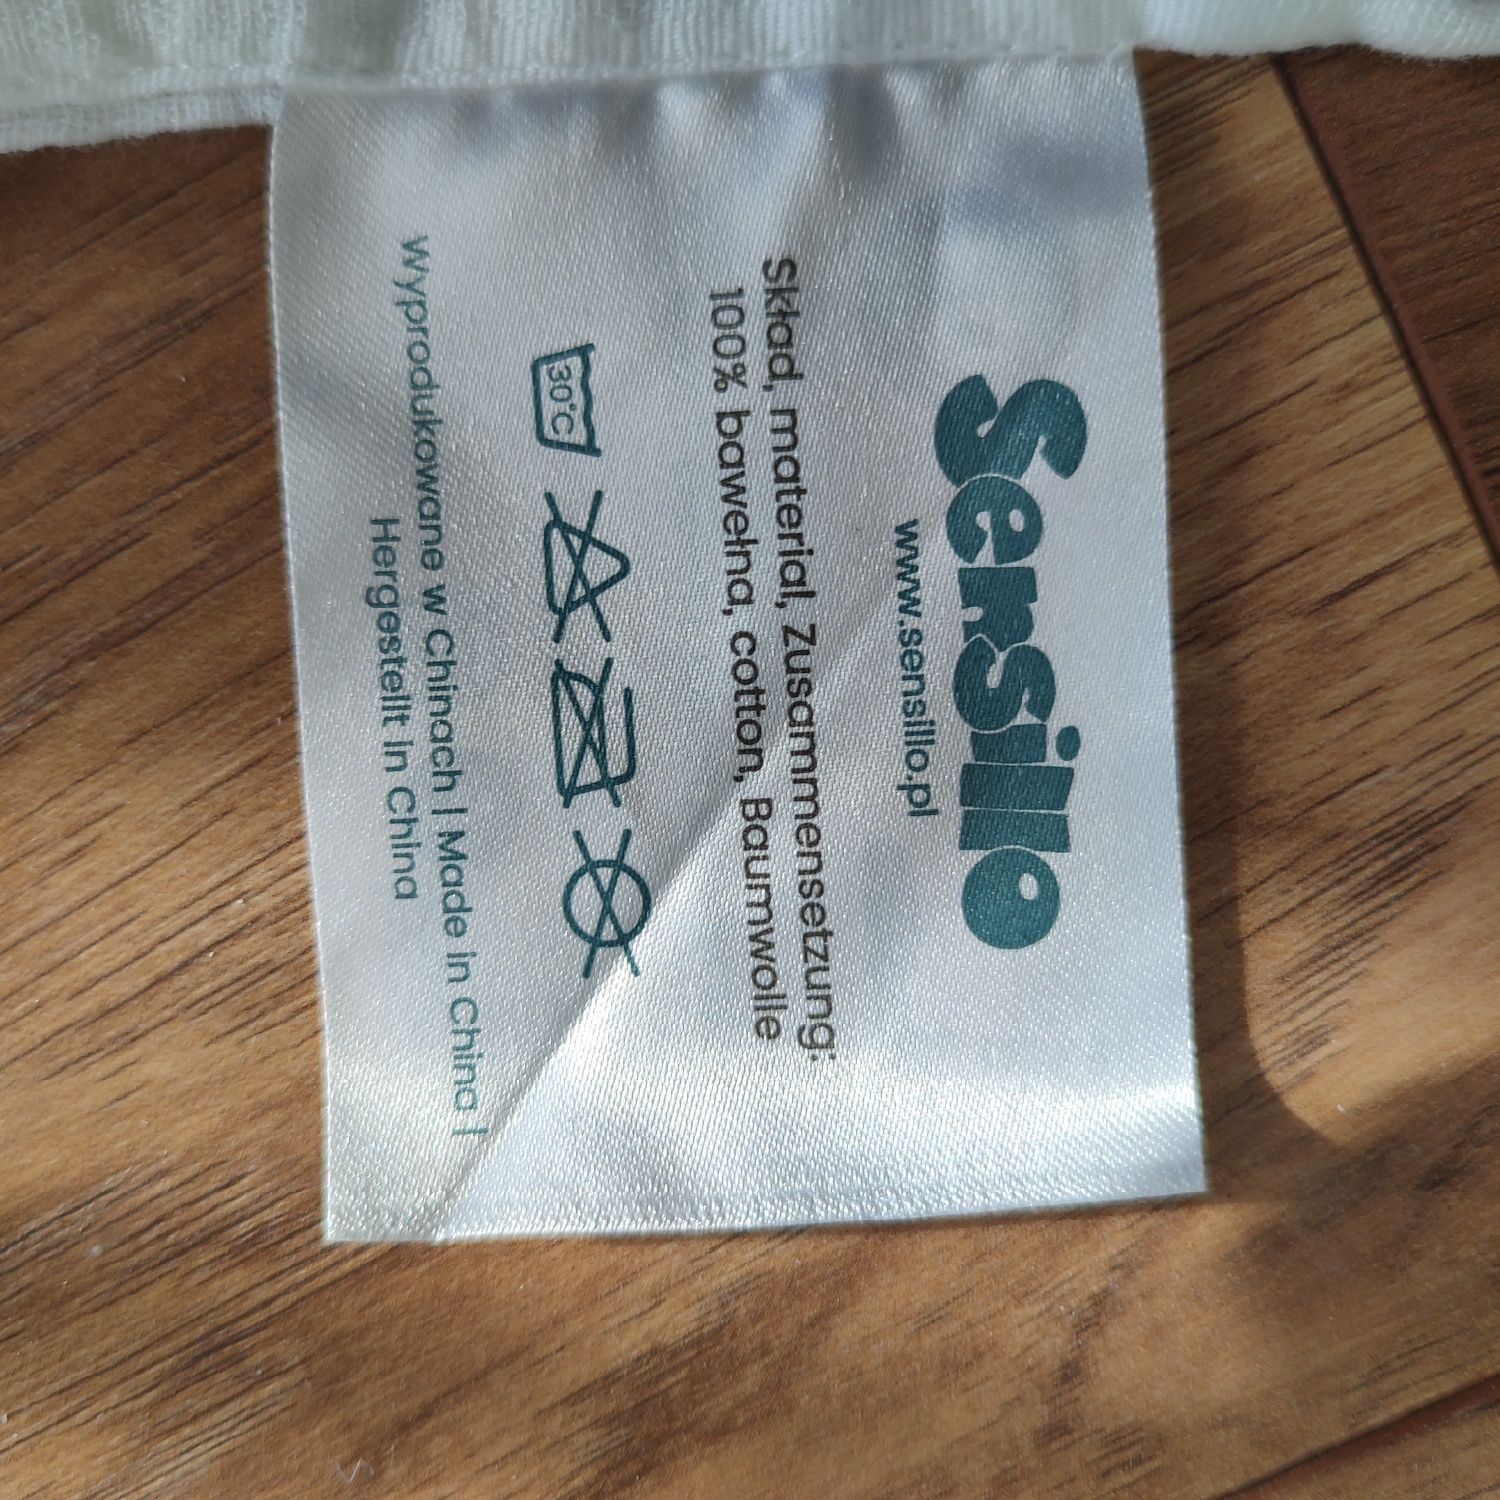 Sensillo
www.sensillo.pl
Skład, material, Zusammensetzung:
100% bawełna, cotton, Baumwolle
30°C
Wyprodukowane w Chinach | Made in China |
Hergestellt in China